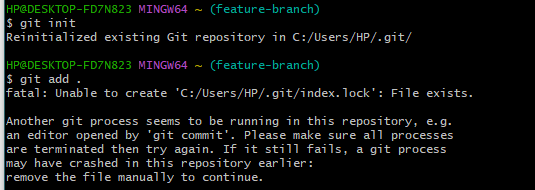 HP@DESKTOP-FD7N823 MINGW64 ~ (feature-branch)
$ git init
Reinitialized existing Git repository in C:/Users/HP/.git/
HP@DESKTOP-FD7N823 MINGW64 ~ (feature-branch)
$ git add .
fatal: Unable to create 'C:/Users/HP/.git/index.lock': File exists.
Another git process seems to be running in this repository, e.g.
an editor opened by 'git commit'. Please make sure all processes
are terminated then try again. If it still fails, a git process
may have crashed in this repository earlier:
remove the file manually to continue.